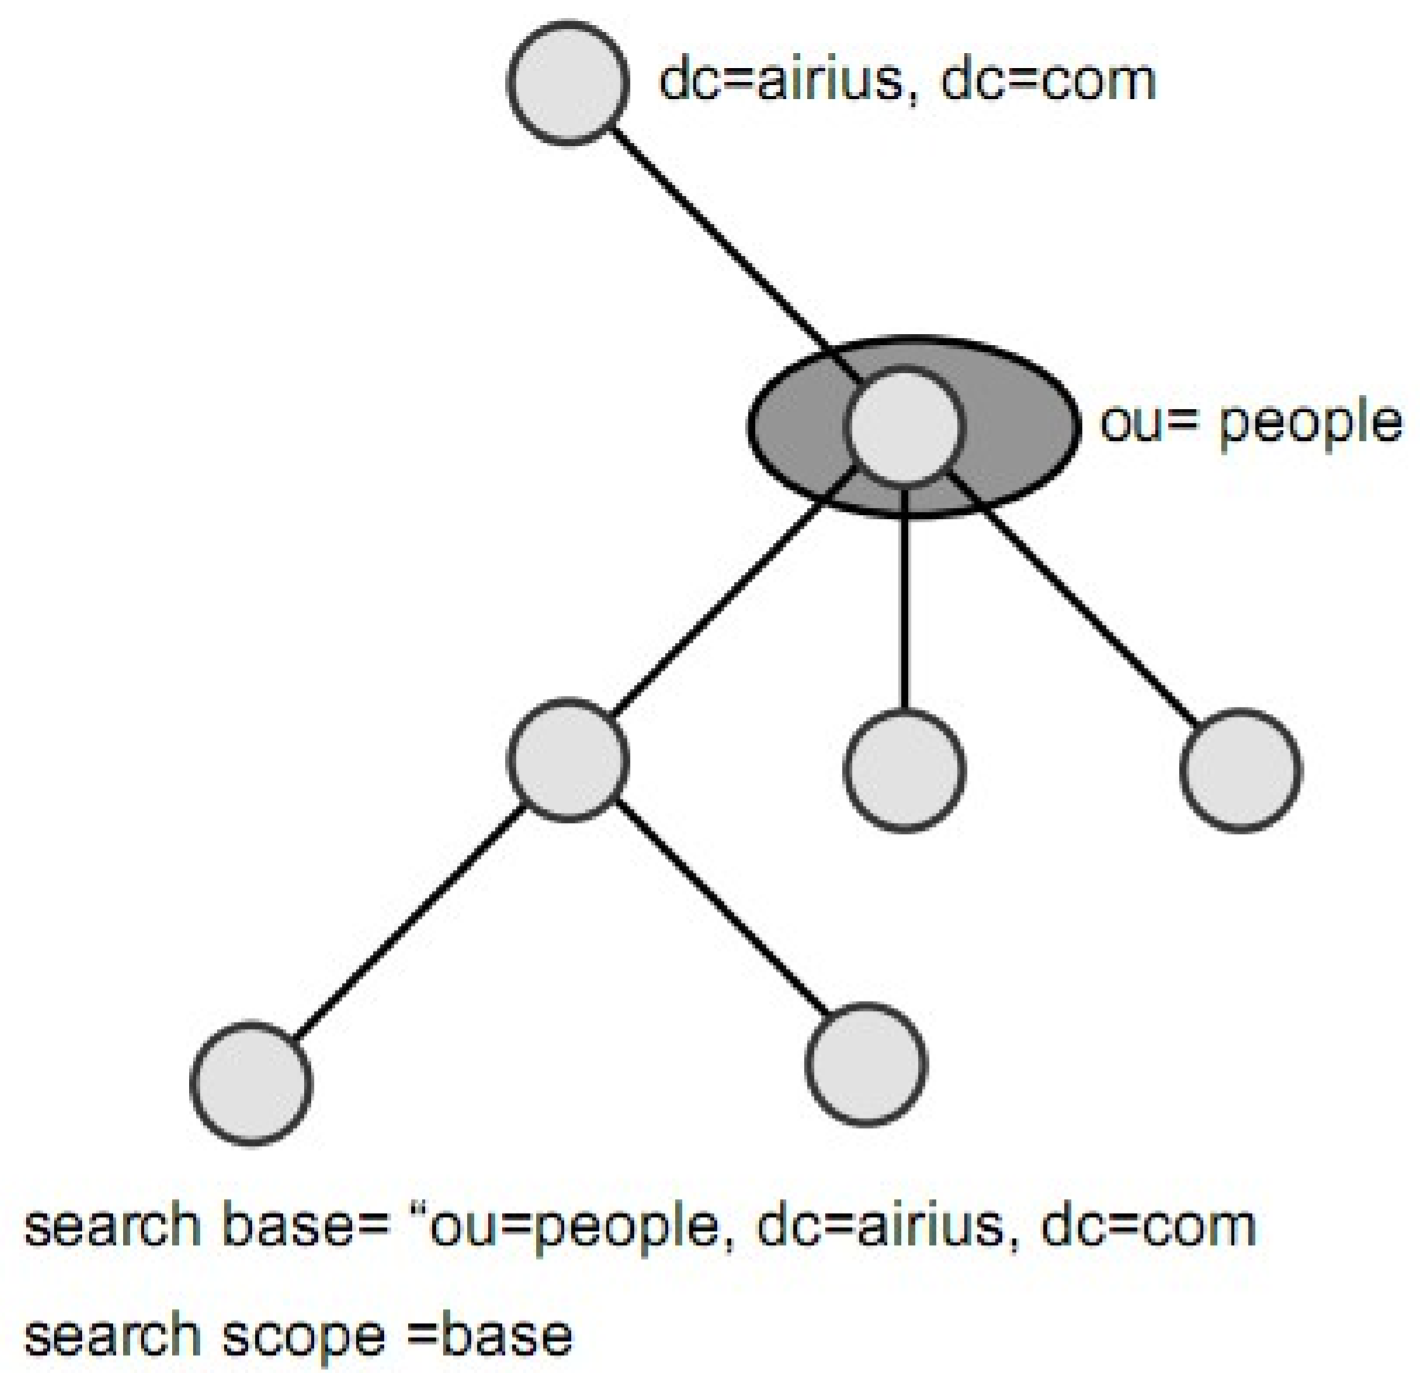 dc=airius, dc=com
ou= people
search base= “ou=people, dc=airius, dc=com
search scope =base